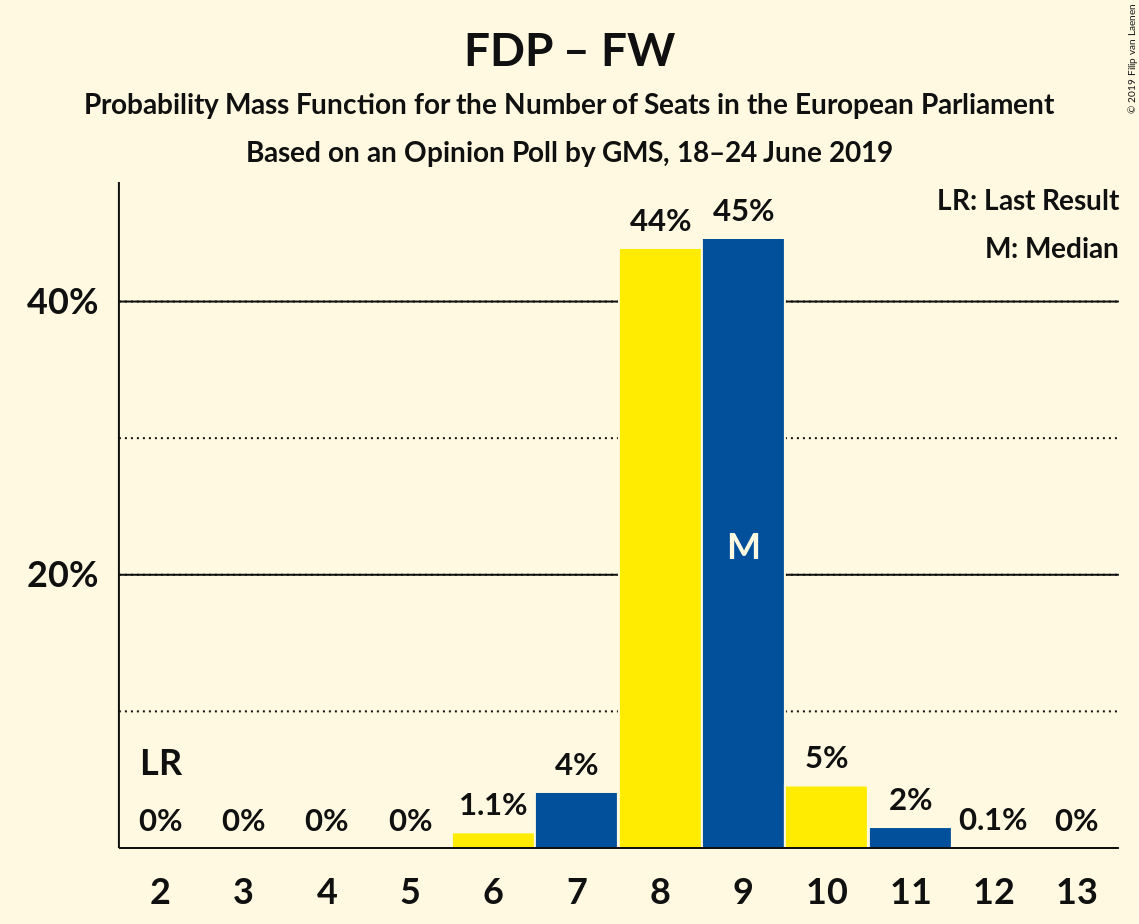 FDP – FW
Probability Mass Function for the Number of Seats in the European Parliament
Based on an Opinion Poll by GMS, 18–24 June 2019
© 2019 Filip van Laenen
LR: Last Result
M: Median
44%
45%
40%
M
20%
LR
0%
0%
0%
0%
1.1%
4%
5%
2%
0.1%
0%
2 3 4 5 6 7 8 9 10 11 12 13